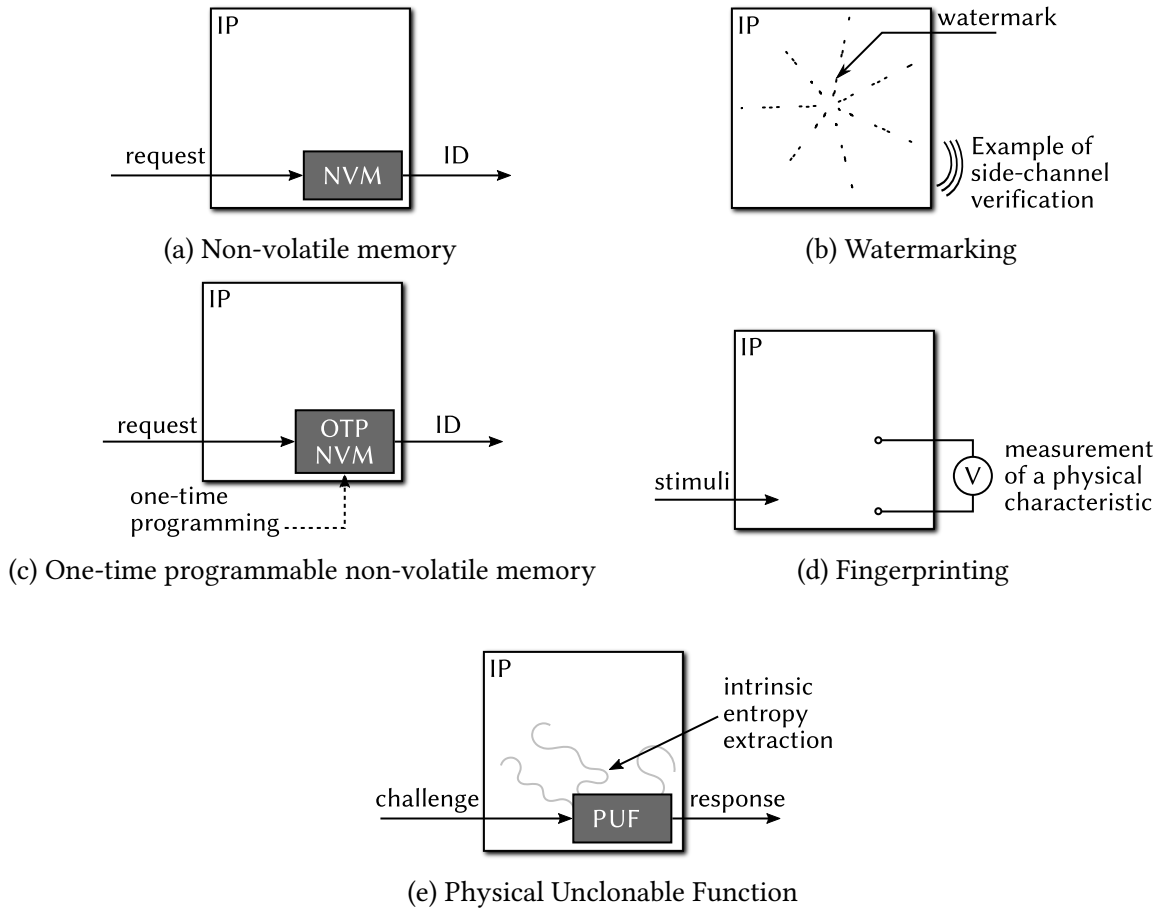 IP
request
NVM
ID
(a) Non-volatile memory
IP
watermark
Example of
side-channel
verification
(b) Watermarking
IP
request
OTP
NVM
ID
one-time
programming
(c) One-time programmable non-volatile memory
IP
stimuli
V
measurement
of a physical
characteristic
(d) Fingerprinting
IP
intrinsic
entropy
extraction
challenge
PUF
response
(e) Physical Unclonable Function